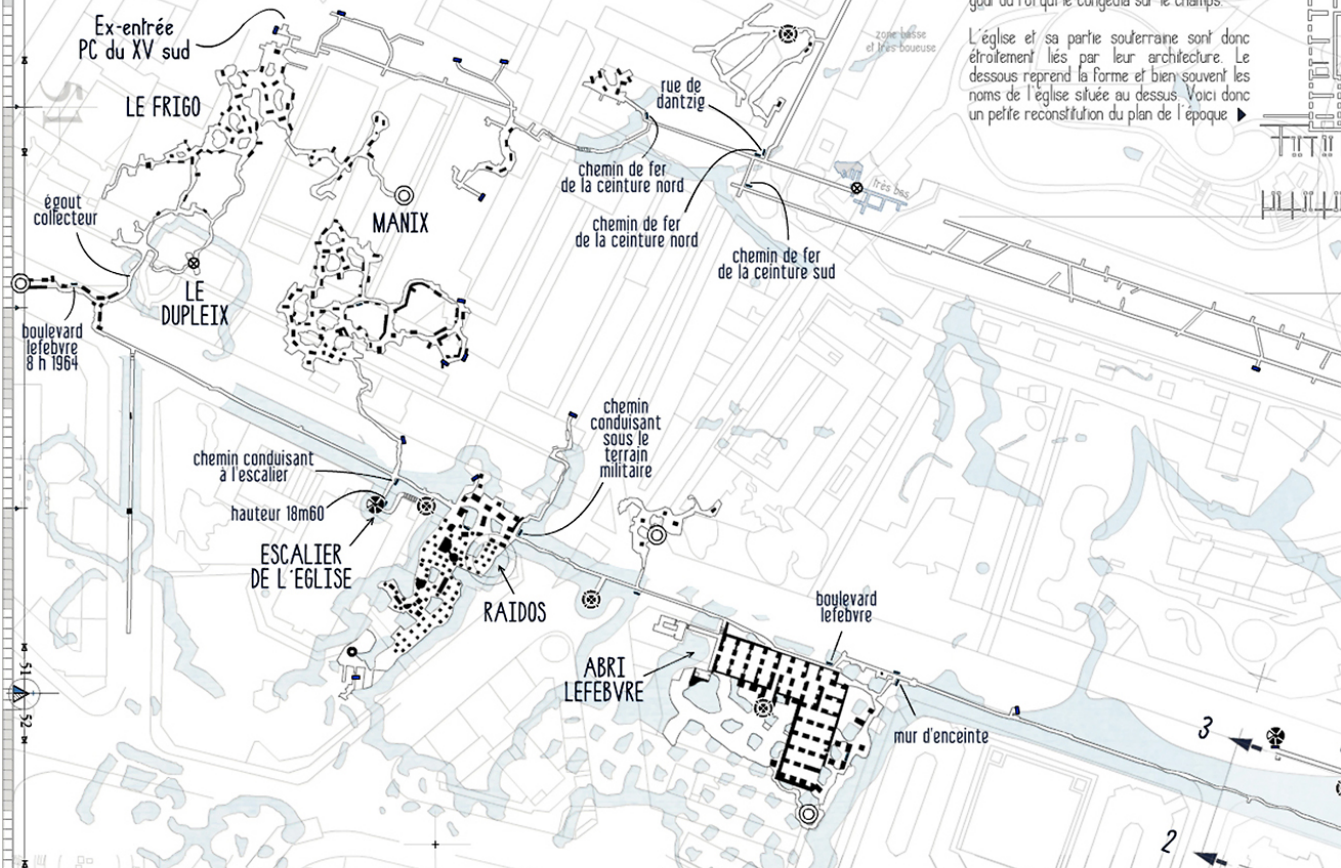 gour du roi qui le congédia sur le champs.
L'église et sa partie souterraine sont donc
étroitement liés par leur architecture. Le
dessous reprend la forme et bien souvent les
noms de l'église située au dessus. Voici donc
un petite reconstitution du plan de l'époque
Ex-entrée
PC du XV sud
LE FRIGO
51
zone basse
et très boueuse
rue de
dantzig
chemin de fer
de la ceinture nord
chemin de fer
de la ceinture nord
chemin de fer
de la ceinture sud
très bas
égout
collecteur
MANIX
LE
DUPLEIX
boulevard
lefebvre
8 h 1964
chemin
conduisant
sous le
terrain
militaire
chemin conduisant
à l'escalier
hauteur 18m60
ESCALIER
DE L'EGLISE
RAIDOS
boulevard
lefebvre
ABRI
LEFEBVRE
mur d'enceinte
51
52
3
2